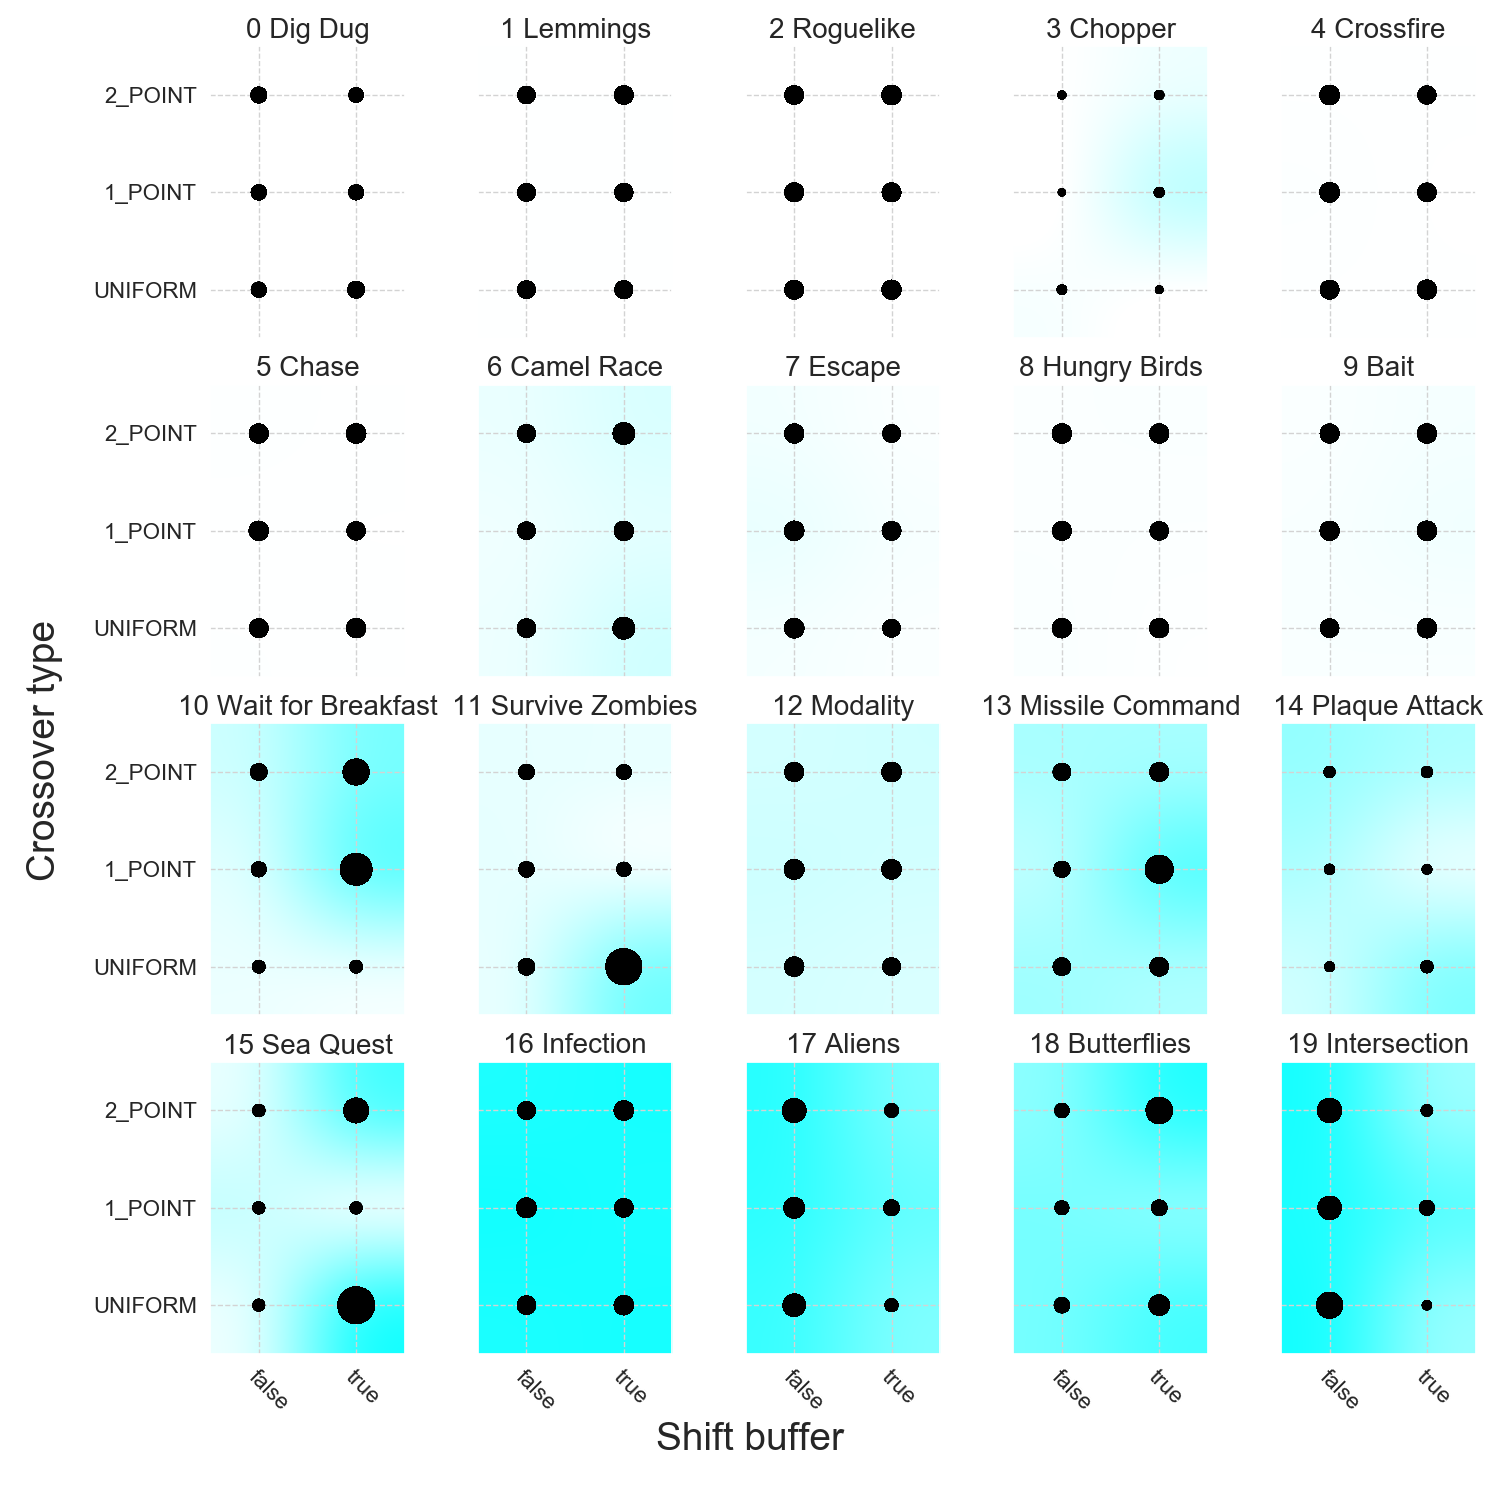 0 Dig Dug
1 Lemmings
2 Roguelike
3 Chopper
4 Crossfire
2_POINT
1_POINT
UNIFORM
5 Chase
6 Camel Race
7 Escape
8 Hungry Birds
9 Bait
2_POINT
1_POINT
UNIFORM
Crossover type
10 Wait for Breakfast
11 Survive Zombies
12 Modality
13 Missile Command
14 Plaque Attack
2_POINT
1_POINT
UNIFORM
15 Sea Quest
16 Infection
17 Aliens
18 Butterflies
19 Intersection
2_POINT
1_POINT
UNIFORM
false
true
false
true
false
true
false
true
false
true
Shift buffer